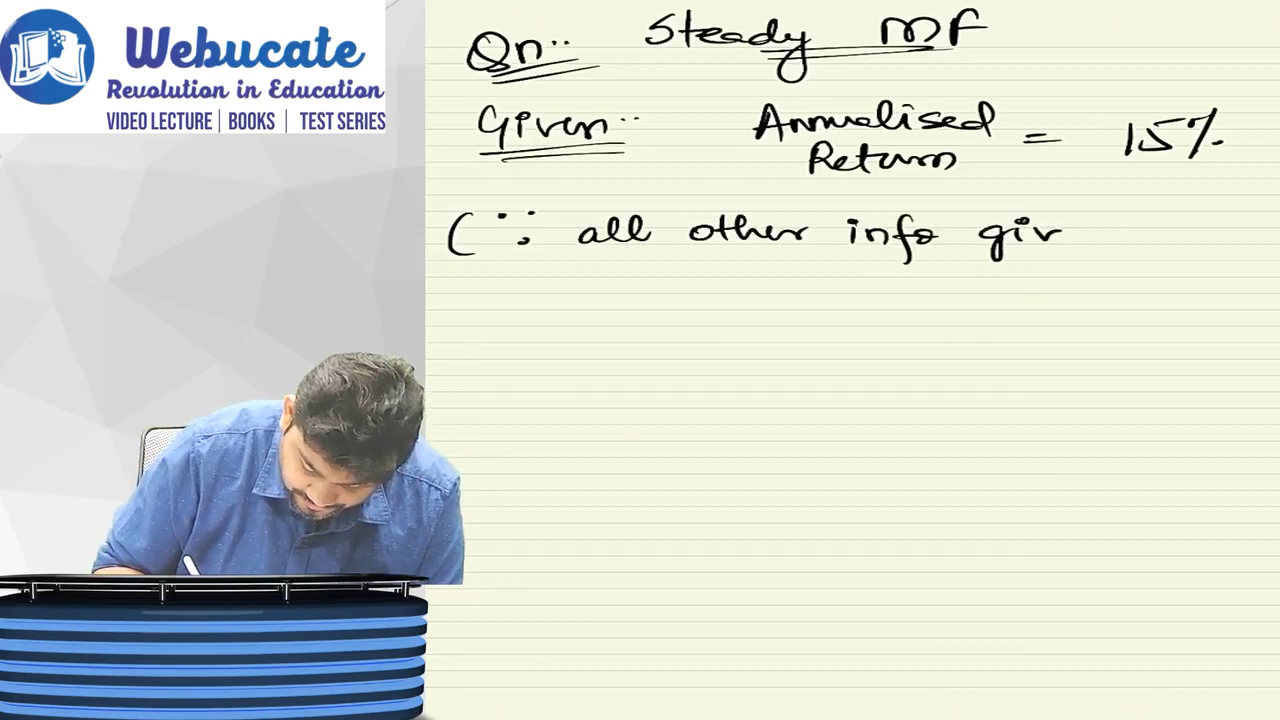 Webucate
Revolution in Education
VIDEO LECTURE | BOOKS | TEST SERIES
Qn:- Steady MF
Given:- Annualised Return = 15%
(∵ all other info giv